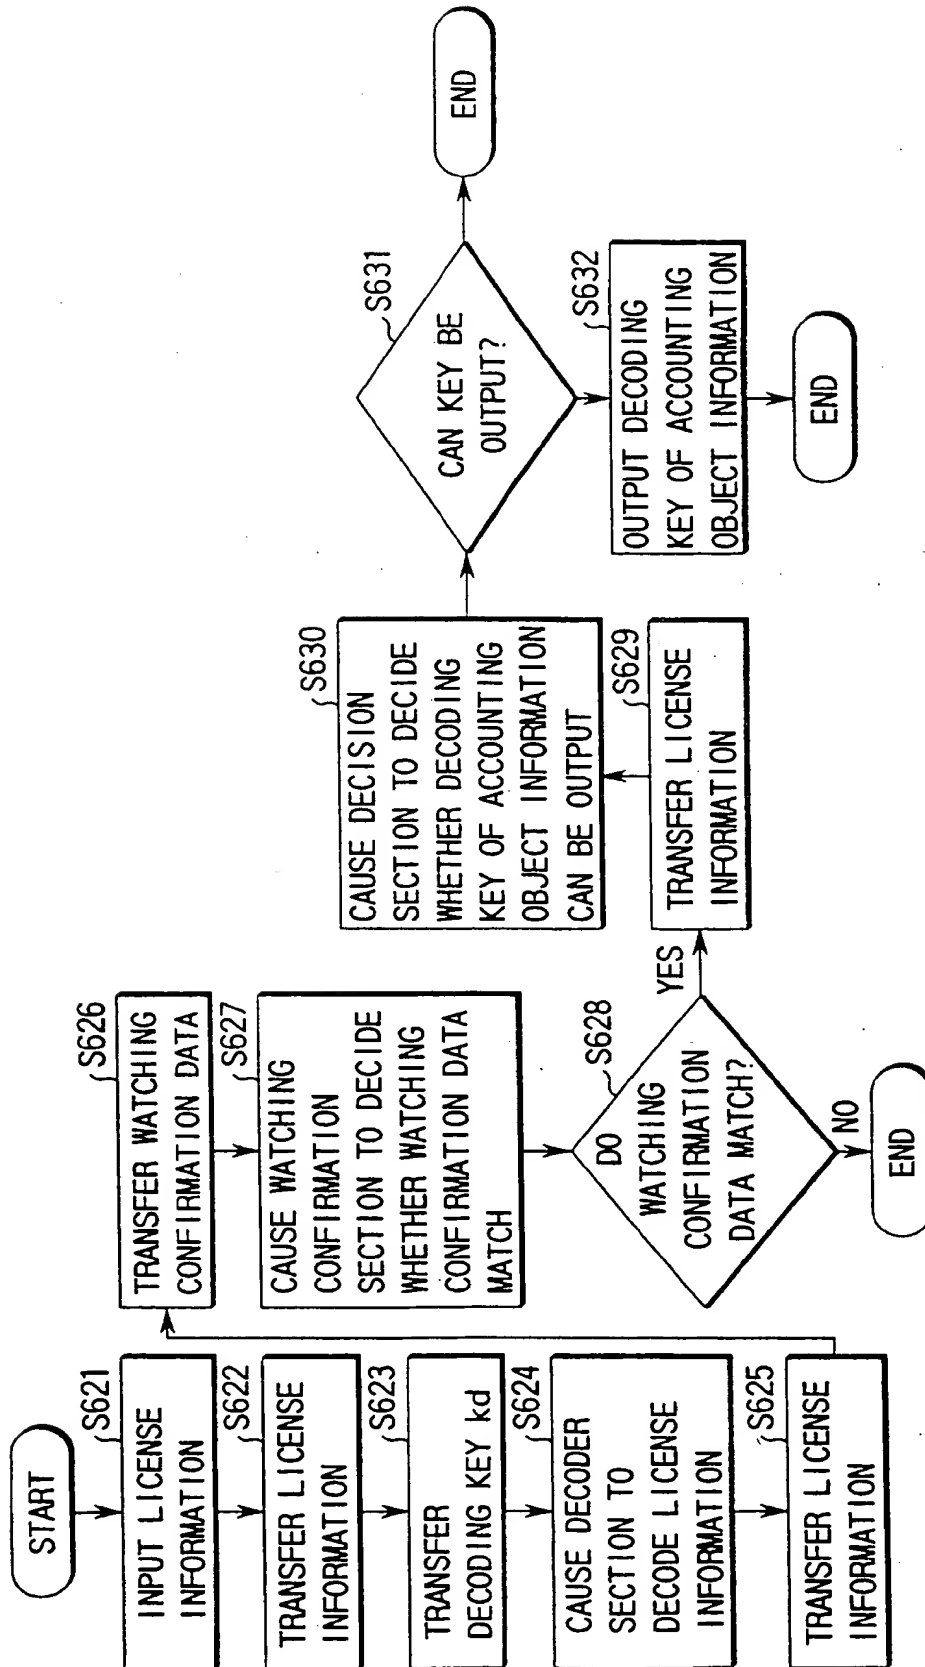 START
S621
INPUT LICENSE
INFORMATION
S622
TRANSFER LICENSE
INFORMATION
S623
TRANSFER
DECODING KEY kd
S624
CAUSE DECODER
SECTION TO
DECODE LICENSE
INFORMATION
S625
TRANSFER LICENSE
INFORMATION
S626
TRANSFER WATCHING
CONFIRMATION DATA
S627
CAUSE WATCHING
CONFIRMATION
SECTION TO DECIDE
WHETHER WATCHING
CONFIRMATION DATA
MATCH
S628
DO
WATCHING
CONFIRMATION
DATA MATCH?
YES
NO
END
S629
TRANSFER LICENSE
INFORMATION
S630
CAUSE DECISION
SECTION TO DECIDE
WHETHER DECODING
KEY OF ACCOUNTING
OBJECT INFORMATION
CAN BE OUTPUT
S631
CAN KEY BE
OUTPUT?
END
S632
OUTPUT DECODING
KEY OF ACCOUNTING
OBJECT INFORMATION
END